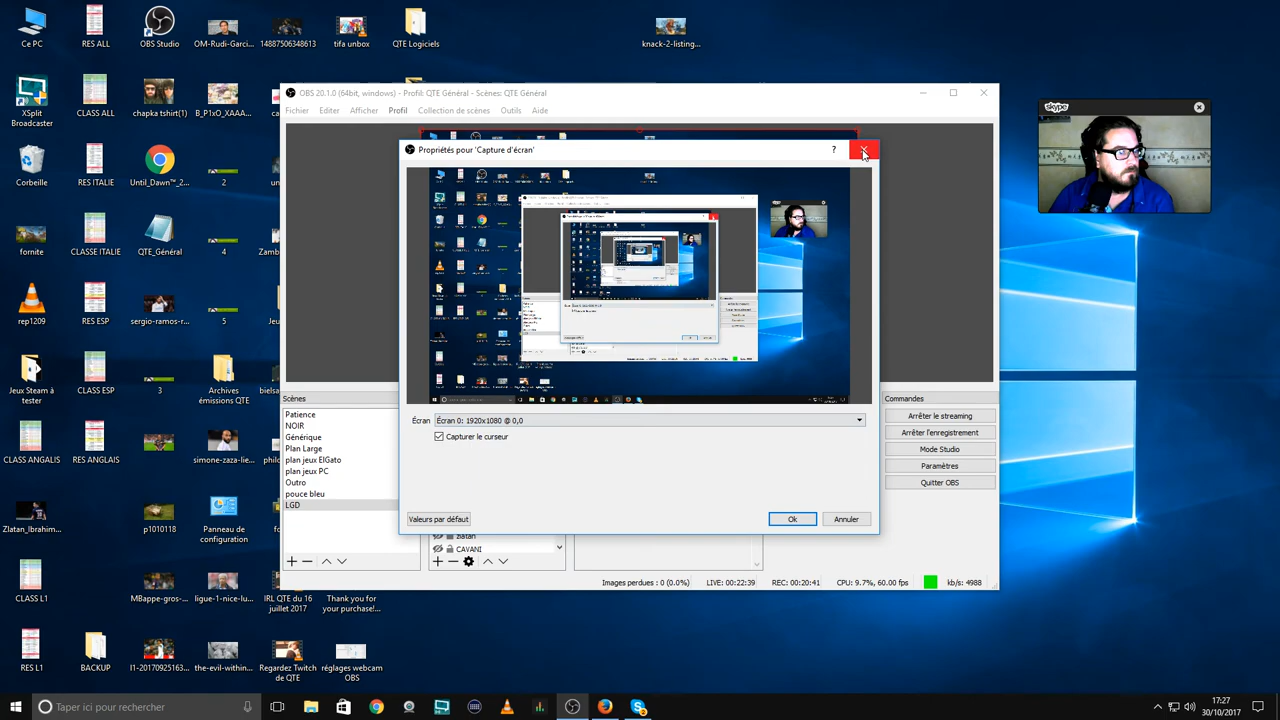 Ce PC
RES ALL
OBS Studio
OM-Rudi-Garci...
14887506348613
tifa unbox
QTE Logiciels
knack-2-listing...
XSplit Broadcaster
CLASS ALL
chapka tshirt(1)
B_P1xO_XAAA...
Corbeille
RES ITALIE
Until_Dawn™_2...
2
fornite
CLASSE ITALIE
QTE_Général
4
Zamb
rep1920
RES ESP
sergio-ramos-r...
5
Jeux Steam à tester
CLASS ESP
3
Archives émissions QTE
bielsa
CLASS ANGALIS
RES ANGLAIS
simone-zaza-lie...
Zlatan_Ibrahim...
p1010118
Panneau de configuration
CLASS L1
MBappe-gros-...
ligue-1-nice-lu...
IRL QTE du 16 juillet 2017
Thank you for your purchase!...
RES L1
BACKUP
l1-20170925163...
the-evil-within...
Regardez Twitch de QTE
réglages webcam OBS
OBS 20.1.0 (64bit, windows) - Profil: QTE Général - Scènes: QTE Général
Fichier Editer Afficher Profil Collection de scènes Outils Aide
Propriétés pour 'Capture d'écran'
?
skype
Écran Écran 0: 1920x1080 @ 0,0
Capturer le curseur
Valeurs par défaut
Ok
Annuler
Scènes
Patience
NOIR
Générique
Plan Large
plan jeux ElGato
plan jeux PC
Outro
pouce bleu
LGD
zlatan
CAVANI
Commandes
Arrêter le streaming
Arrêter l'enregistrement
Mode Studio
Paramètres
Quitter OBS
Images perdues : 0 (0.0%) LIVE: 00:22:39 REC: 00:20:41 CPU: 9.7%, 60.00 fps kb/s: 4988
Taper ici pour rechercher
17:27
30/10/2017